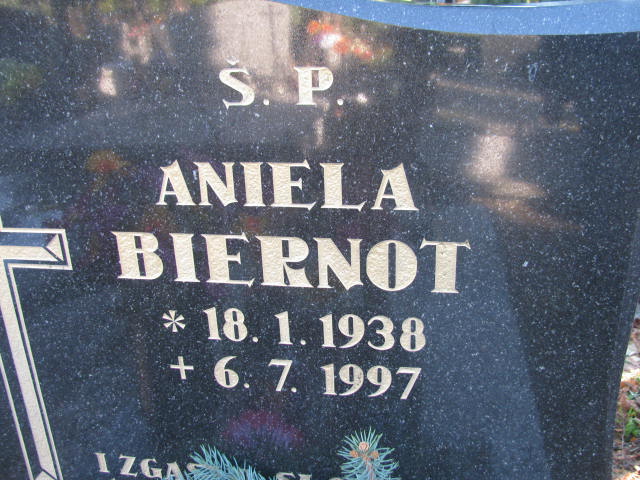 Š. P.
ANIELA
BIERNOT
* 18. 1. 1938
+ 6. 7. 1997
I